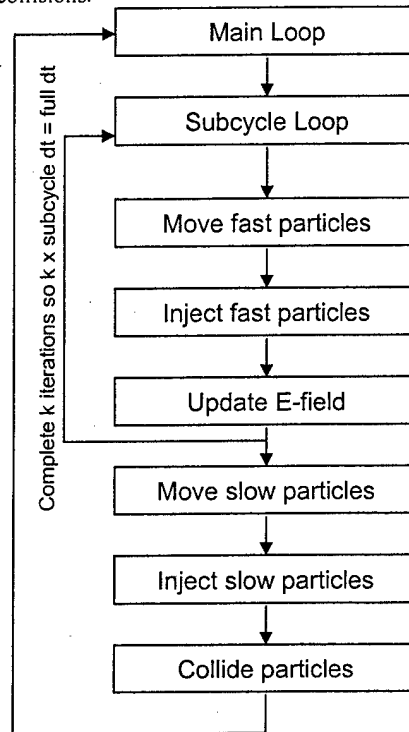 Main Loop
Subcycle Loop
Move fast particles
Inject fast particles
Update E-field
Move slow particles
Inject slow particles
Collide particles
Complete k iterations so k x subcycle dt = full dt